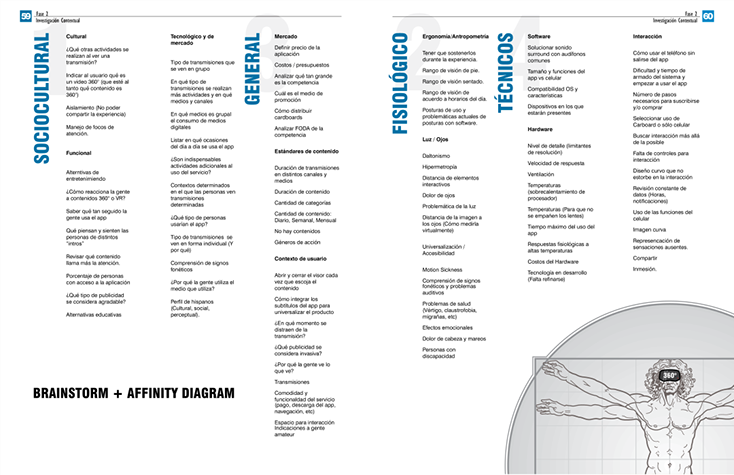 59
Fase 2
Investigación Contextual
SOCIOCULTURAL
Cultural
¿Qué otras actividades se
realizan al ver una
transmisión?
Indicar al usuario qué es
un video 360° (que esté al
tanto qué contenido es
360°)
Aislamiento (No poder
compartir la experiencia)
Manejo de focos de
atención.
Funcional
Alterntivas de
entretenimiendo
¿Cómo reacciona la gente
a contenidos 360° o VR?
Saber qué tan seguido la
gente usa el app
Qué piensan y sienten las
personas de distintos
"intros"
Revisar qué contenido
llama más la atención.
Porcentaje de personas
con acceso a la aplicación
¿Qué tipo de publicidad
se considera agradable?
Alternativas educativas
Tecnológico y de
mercado
Tipo de transmisiones que
se ven en grupo
En qué tipo de
transmisiones se realizan
más actividades y en qué
medios y canales
En qué medios es grupal
el consumo de medios
digitales
Listar en qué ocasiones
del día a día se usa el app
¿Son indispensables
actividades adicionales al
uso del servicio?
Contextos determinados
en el que las personas ven
transmisiones
determinadas
¿Qué tipo de personas
usarían el app?
Tipo de transmisiones se
ven en forma individual (Y
por qué)
Comprensión de signos
fonéticos
¿Por qué la gente utiliza el
medio que utiliza?
Perfil de hispanos
(Cultural, social,
perceptual).
GENERAL
Mercado
Definir precio de la
aplicación
Costos / presupuestos
Analizar qué tan grande
es la competencia
Cuál es el medio de
promoción
Cómo distribuir
cardboards
Analizar FODA de la
competencia
Estándares de contenido
Duración de transmisiones
en distintos canales y
medios
Duración de contenido
Cantidad de categorías
Cantidad de contenido:
Diario, Semanal, Mensual
No hay contenidos
Géneros de acción
Contexto de usuario
Abrir y cerrar el visor cada
vez que escoja el
contenido
Cómo integrar los
subtítulos del app para
universalizar el producto
¿En qué momento se
distraen de la
transmisión?
¿Qué publicidad se
considera invasiva?
¿Por qué la gente ve lo
que ve?
Transmisiones
Comodidad y
funcionaldad del servicio
(pago, descarga del app,
navegación, etc)
Espacio para interacción
Indicaciones a gente
amateur
BRAINSTORM + AFFINITY DIAGRAM
Fase 2
Investigación Contextual
60
FISIOLÓGICO
2
Ergonomía/Antropometría
Tener que sostenerlos
durante la experiencia.
Rango de visión de pie.
Rango de visión sentado.
Rango de visión de
acuerdo a horarios del día.
Posturas de uso y
problemáticas actuales de
posturas con software.
Luz / Ojos
Daltonismo
Hipermetropía
Distancia de elementos
interactivos
Dolor de ojos
Problemática de la luz
Distancia de la imagen a
los ojos (Cómo medirla
virtualmente)
Universalización /
Accesibilidad
Motion Sickness
Comprensión de signos
fonéticos y problemas
auditivos
Problemas de salud
(Vértigo, claustrofobia,
migrañas, etc)
Efectos emocionales
Dolor de cabeza y mareos
Personas con
discapacidad
TÉCNICOS
4
Software
Solucionar sonido
surround con audífonos
comunes
Tamaño y funciones del
app vs celular
Compatibilidad OS y
características
Dispositivos en los que
estarán presentes
Hardware
Nivel de detalle (limitantes
de resolución)
Velocidad de respuesta
Ventilación
Temperaturas
(sobrecalentamiento de
procesador)
Temperaturas (Para que no
se empañen los lentes)
Tiempo máximo del uso del
app
Respuestas fisiológicas a
altas temperaturas
Costos del Hardware
Tecnología en desarrollo
(Falta refinarse)
Interacción
Cómo usar el teléfono sin
salirse del app
Dificultad y tiempo de
armado del sistema y
empezar a usar el app
Número de pasos
necesarios para suscribirse
y/o comprar
Seleccionar uso de
Carboard o sólo celular
Buscar interacción más allá
de la posible
Falta de controles para
interacción
Diseño curvo que no
estorbe en la interacción
Revisión constante de
datos (Horas,
notificaciones)
Uso de las funciones del
celular
Imagen curva
Representación de
sensaciones ausentes.
Compartir
Inmesión.
360°